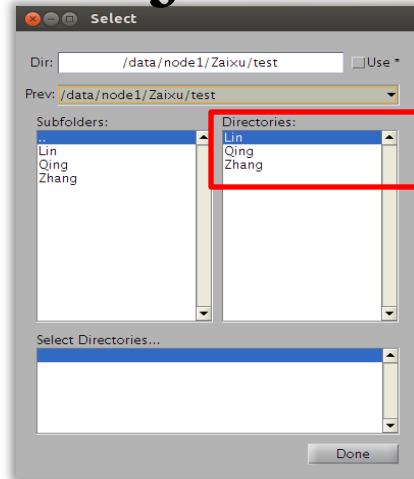 Select
Dir: /data/node1/Zaixu/test Use *
Prev: /data/node1/Zaixu/test
Subfolders:
..
Lin
Qing
Zhang
Directories:
Lin
Qing
Zhang
Select Directories...
Done